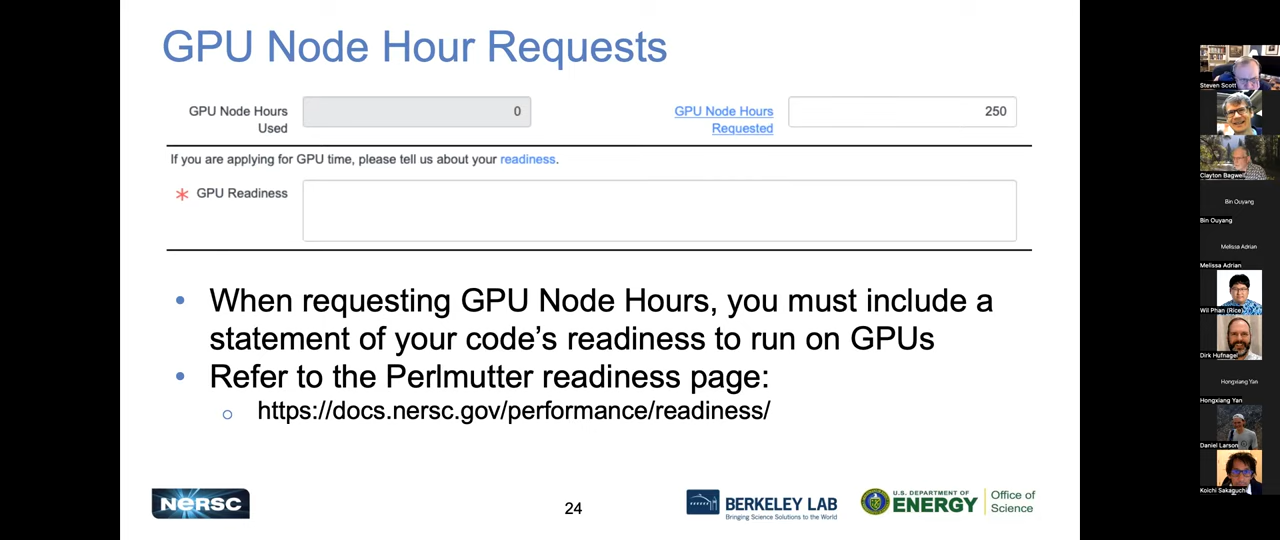 GPU Node Hour Requests
GPU Node Hours
Used
0
GPU Node Hours
Requested
250
If you are applying for GPU time, please tell us about your readiness.
* GPU Readiness
• When requesting GPU Node Hours, you must include a
statement of your code’s readiness to run on GPUs
• Refer to the Perlmutter readiness page:
○ https://docs.nersc.gov/performance/readiness/
NERSC
24
BERKELEY LAB
Bringing Science Solutions to the World
U.S. DEPARTMENT OF
ENERGY
Office of
Science
Steven Scott
Clayton Bagwell
Bin Ouyang
Bin Ouyang
Melissa Adrian
Melissa Adrian
Wil Phan (Rice)
Dirk Hufnagel
Hongxiang Yan
Hongxiang Yan
Daniel Larson
Koichi Sakaguchi